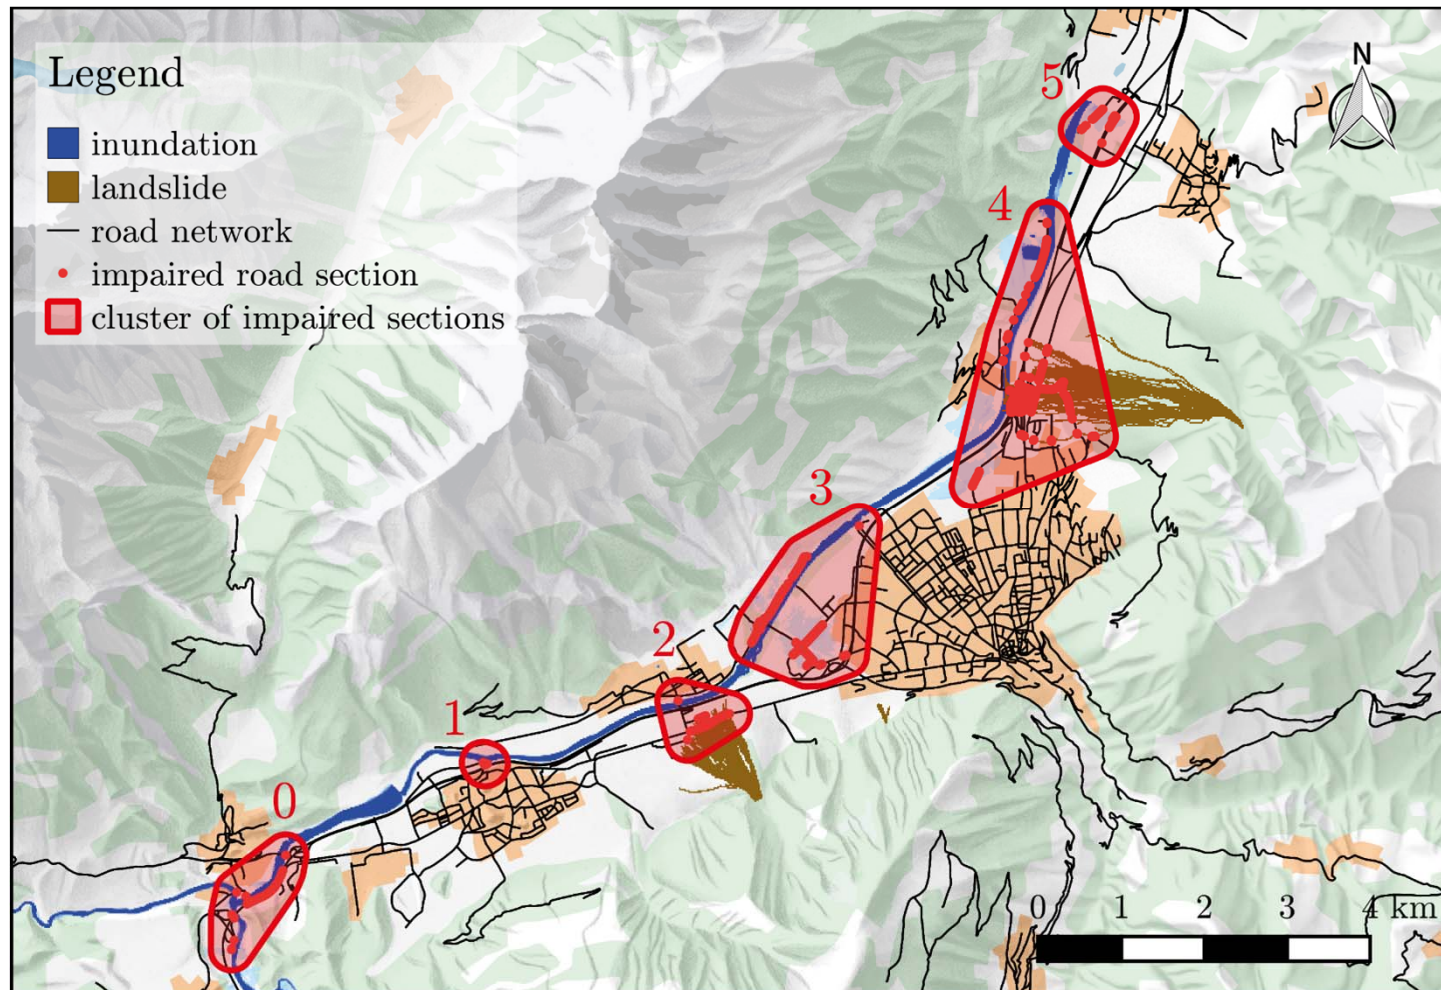 Legend
inundation
landslide
road network
impaired road section
cluster of impaired sections
N
5
4
3
2
1
0
0 1 2 3 4 km